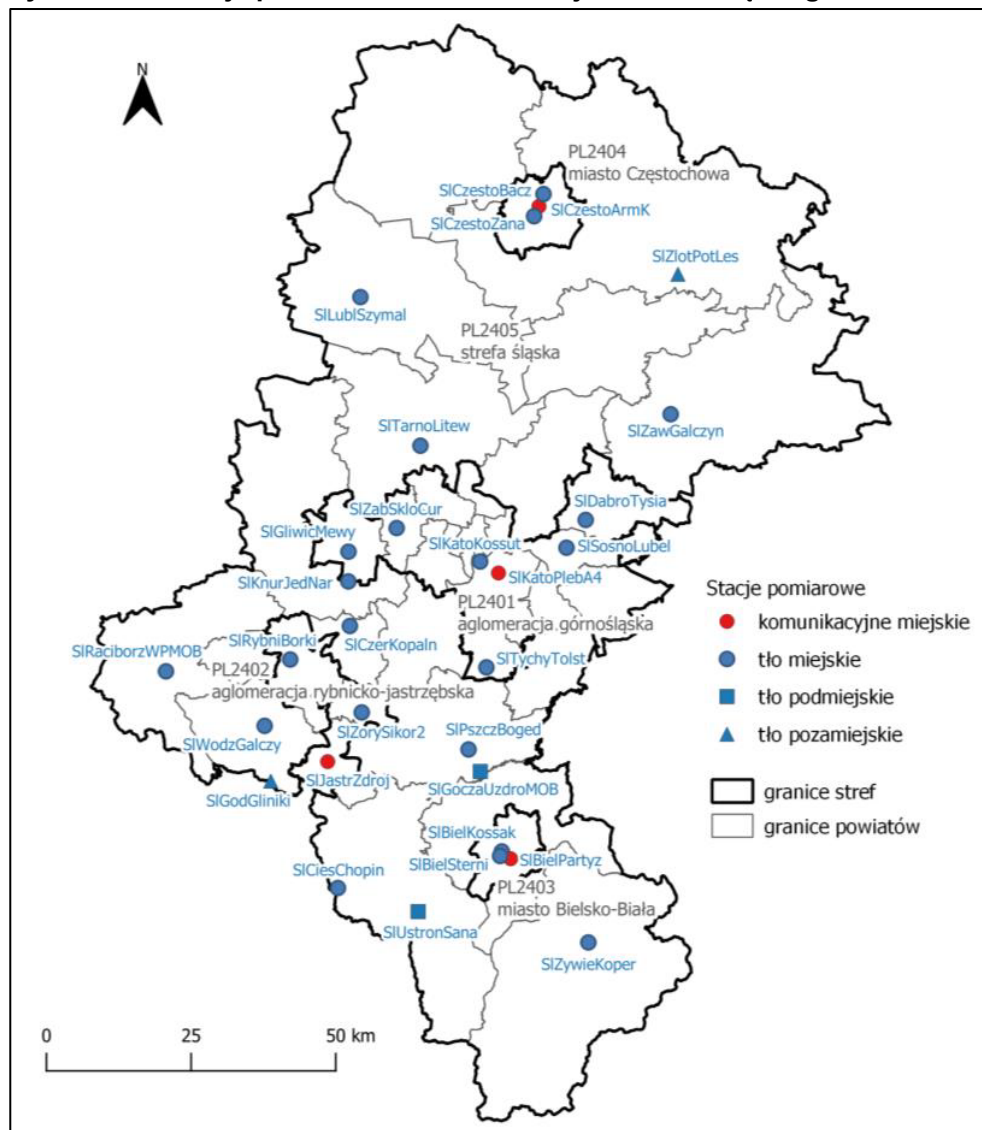 N
PL2404
miasto Częstochowa
SlCzestoBacz
SlCzestoArmK
SlCzestoZana
SlZlotPotLes
SlLublSzymal
PL2405
strefa śląska
SlTarnoLitew
SlZawGalczyn
SlDabroTysia
SlZabSkloCur
SlGliwicMewy
SlKatoKossut
SlSosnoLubel
SlKnurJedNar
SlKatoPlebA4
PL2401
aglomeracja górnośląska
SlCzerKopaln
SlRybniBorki
SlRaciborzWPMOB
SlTychyTolst
PL2402
aglomeracja rybnicko-jastrzębska
SlZorySikor2
SlWodzGalczy
SlPszczBoged
SlJastrZdroj
SlGodGliniki
SlGoczaUzdroMOB
SlBielKossak
SlBielSterni
SlBielPartyz
SlCiesChopin
PL2403
miasto Bielsko-Biała
SlUstronSana
SlZywieKoper
Stacje pomiarowe
komunikacyjne miejskie
tło miejskie
tło podmiejskie
tło pozamiejskie
granice stref
granice powiatów
0 25 50 km